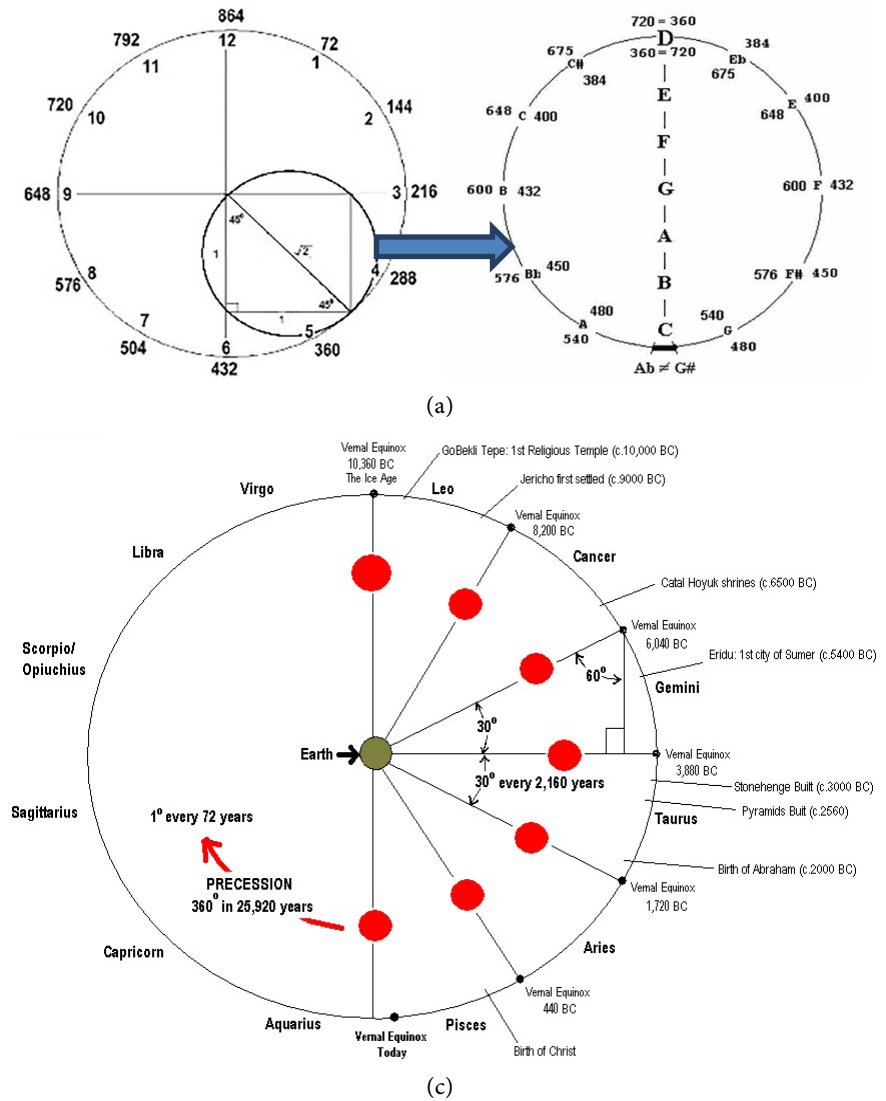 864
12
792
11
72
1
720
10
144
2
648
9
3
216
45°
1
√2
45°
1
4
288
576
8
7
504
6
432
5
360
720 = 360
D
360 = 720
675
C#
384
384
Eb
675
E
F
G
A
B
C
648
C
400
400
E
648
600
B
432
600
F
432
576
Bb
450
576
F#
450
480
A
540
540
G
480
Ab ≠ G#
(a)
Vernal Equinox
10,360 BC
The Ice Age
GoBekli Tepe: 1st Religious Temple (c.10,000 BC)
Leo
Jericho first settled (c.9000 BC)
Virgo
Vernal Equinox
8,200 BC
Libra
Cancer
Catal Hoyuk shrines (c.6500 BC)
Vernal Equinox
6,040 BC
Scorpio/
Opiuchius
Eridu: 1st city of Sumer (c.5400 BC)
60°
Gemini
30°
Earth
Vernal Equinox
3,880 BC
30° every 2,160 years
Stonehenge Built (c.3000 BC)
Sagittarius
Taurus
Pyramids Buit (c.2560)
1° every 72 years
Birth of Abraham (c.2000 BC)
PRECESSION
360° in 25,920 years
Vernal Equinox
1,720 BC
Capricorn
Aries
Vernal Equinox
440 BC
Aquarius
Pisces
Vernal Equinox
Today
Birth of Christ
(c)